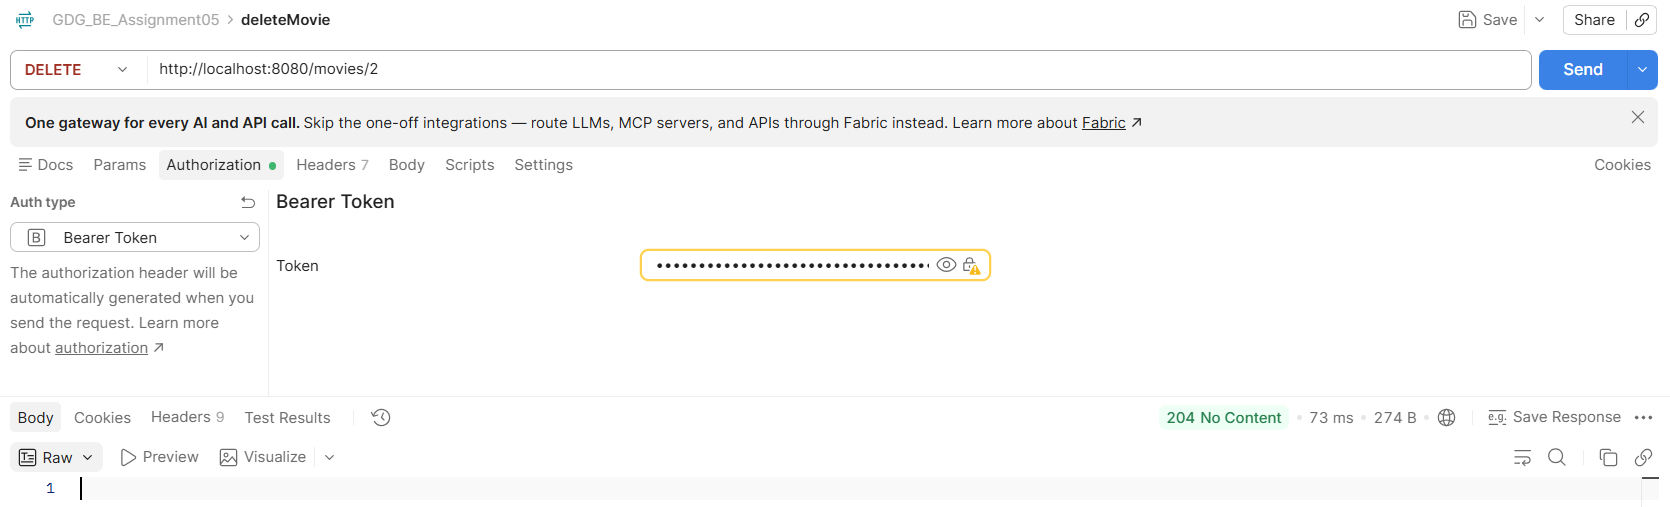 HTTP GDG_BE_Assignment05 > deleteMovie Save Share
DELETE http://localhost:8080/movies/2 Send
One gateway for every AI and API call. Skip the one-off integrations — route LLMs, MCP servers, and APIs through Fabric instead. Learn more about Fabric ↗
Docs Params Authorization Headers 7 Body Scripts Settings Cookies
Auth type
B Bearer Token
The authorization header will be
automatically generated when you
send the request. Learn more
about authorization ↗
Bearer Token
Token
Body Cookies Headers 9 Test Results 204 No Content • 73 ms • 274 B • e.g. Save Response
Raw Preview Visualize
1